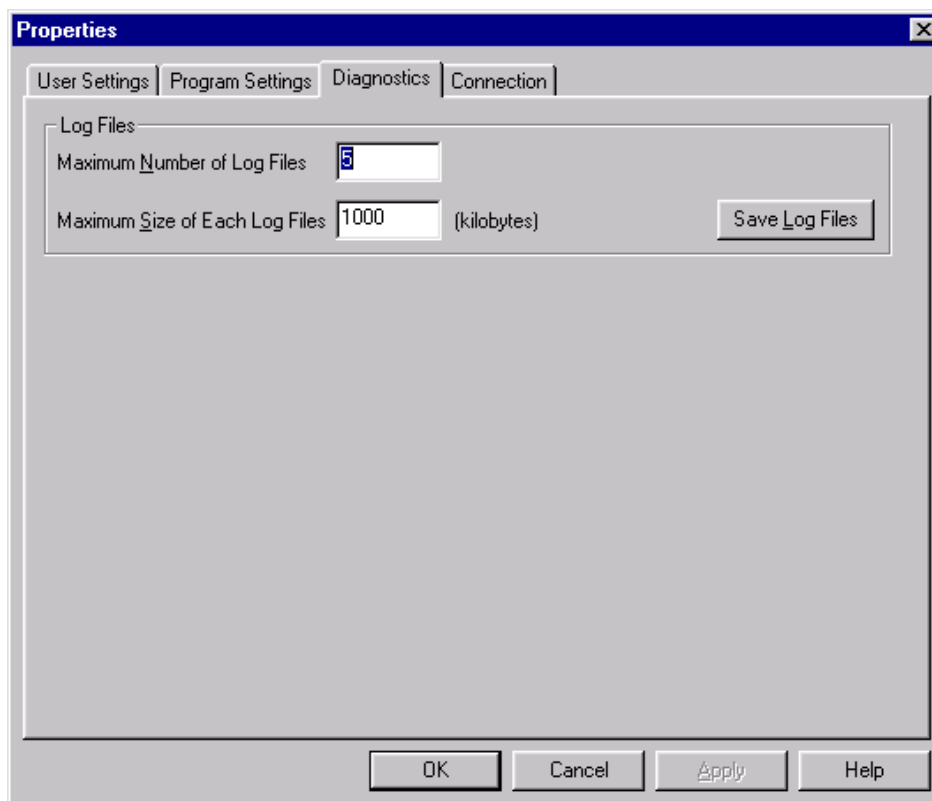 Properties
User Settings Program Settings Diagnostics Connection
Log Files
Maximum Number of Log Files 5
Maximum Size of Each Log Files 1000 (kilobytes) Save Log Files
OK Cancel Apply Help